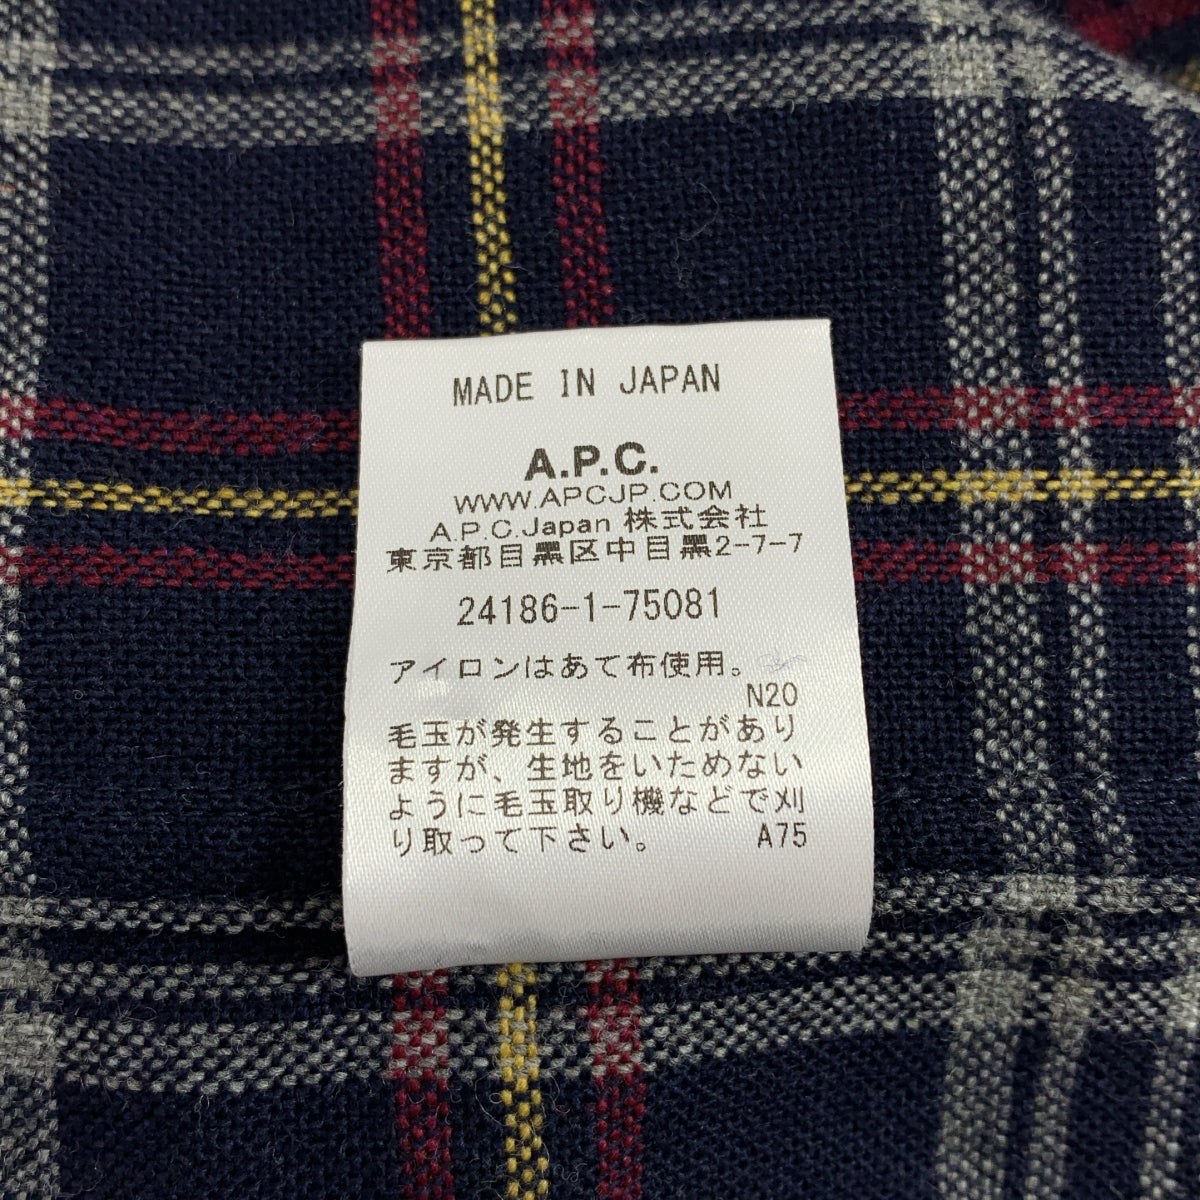 MADE IN JAPAN
A.P.C.
WWW.APCJP.COM
A.P.C.Japan 株式会社
東京都目黒区中目黒2-7-7
24186-1-75081
アイロンはあて布使用。
N20
毛玉が発生することがあり
ますが、生地をいためない
ように毛玉取り機などで刈
り取って下さい。 A75